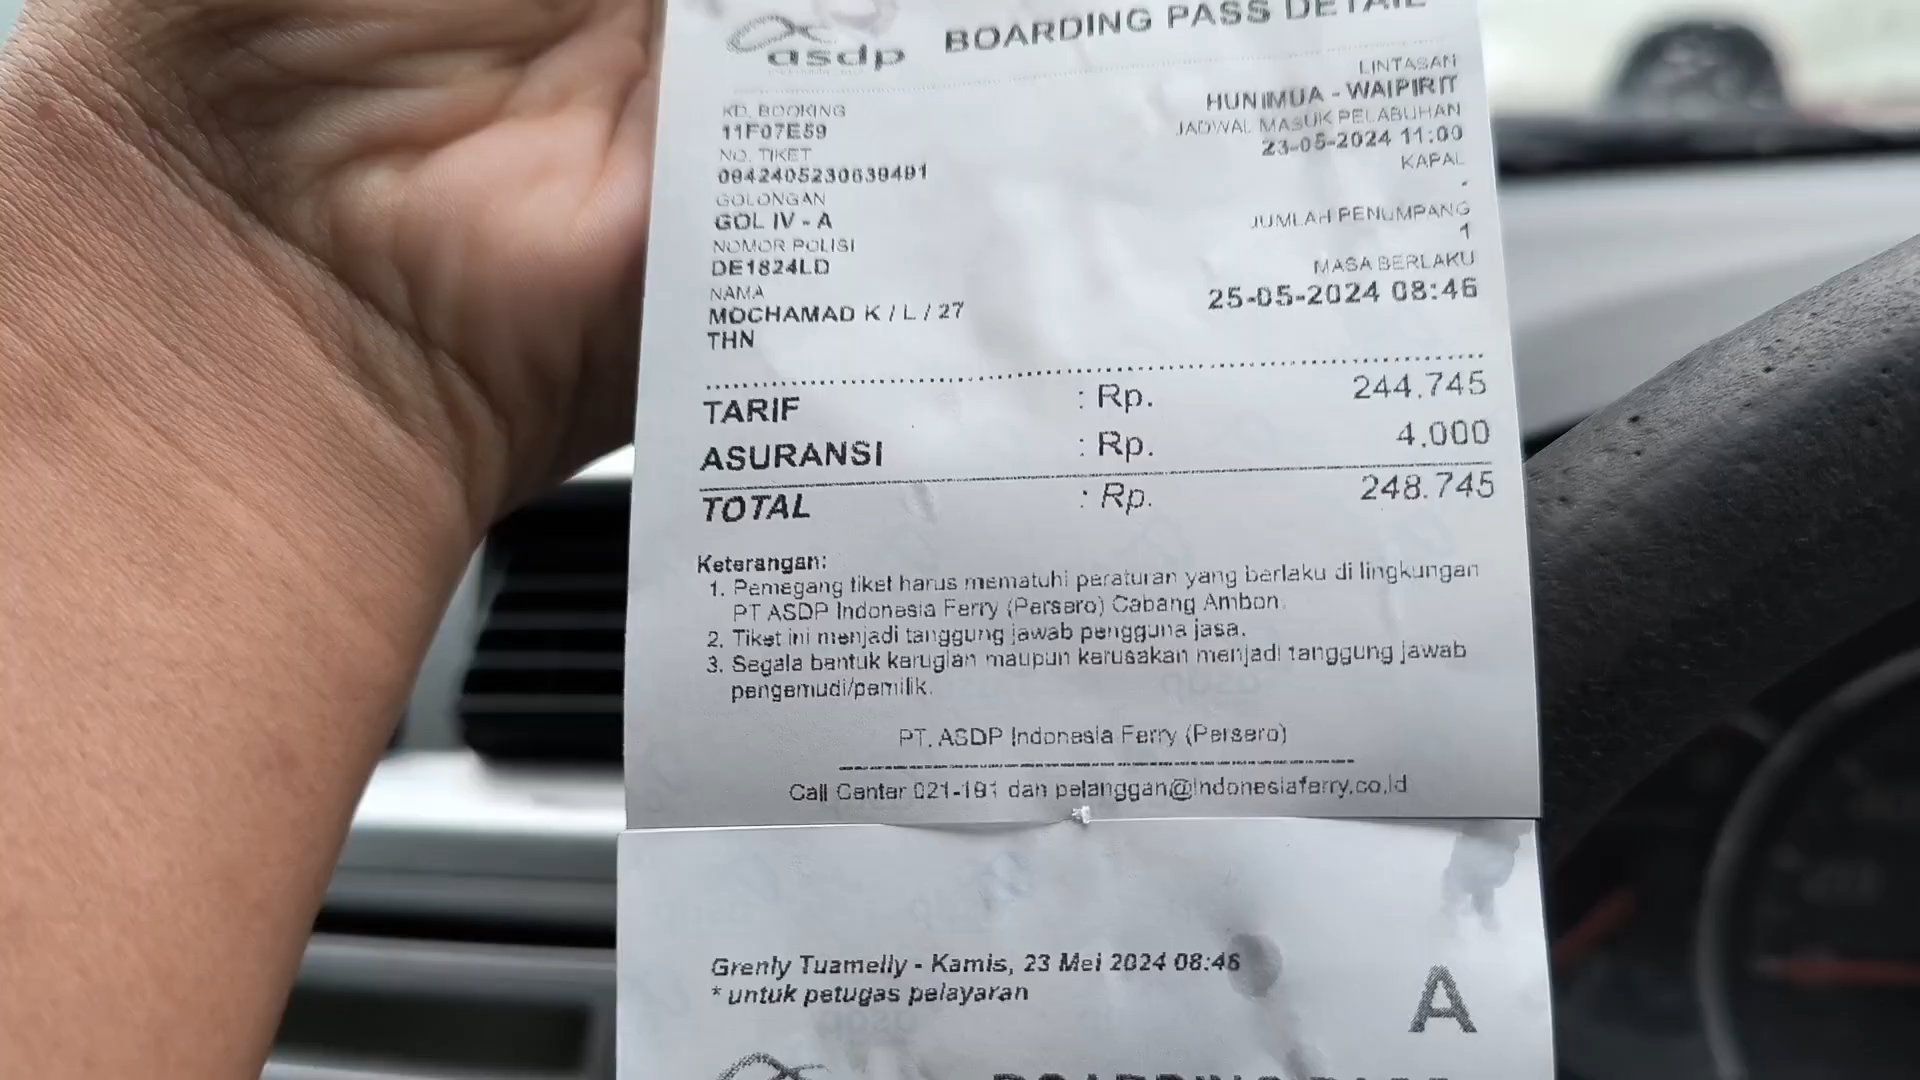 asdp
BOARDING PASS DETAIL
LINTASAN
HUNIMUA - WAIPIRIT
JADWAL MASUK PELABUHAN
23-05-2024 11:00
KAPAL
-
JUMLAH PENUMPANG
1
MASA BERLAKU
25-05-2024 08:46
KD. BOOKING
11F07E59
NO. TIKET
0842405230639491
GOLONGAN
GOL IV - A
NOMOR POLISI
DE1824LD
NAMA
MOCHAMAD K / L / 27
THN
TARIF : Rp. 244.745
ASURANSI : Rp. 4.000
TOTAL : Rp. 248.745
Keterangan:
1. Pemegang tiket harus mematuhi peraturan yang berlaku di lingkungan
PT ASDP Indonesia Ferry (Persero) Cabang Ambon.
2. Tiket ini menjadi tanggung jawab pengguna jasa.
3. Segala bentuk kerugian maupun kerusakan menjadi tanggung jawab
pengemudi/pemilik.
PT. ASDP Indonesia Ferry (Persero)
Call Center 021-191 dan pelanggan@indonesiaferry.co.id
Grenly Tuamelly - Kamis, 23 Mei 2024 08:46
* untuk petugas pelayaran
A